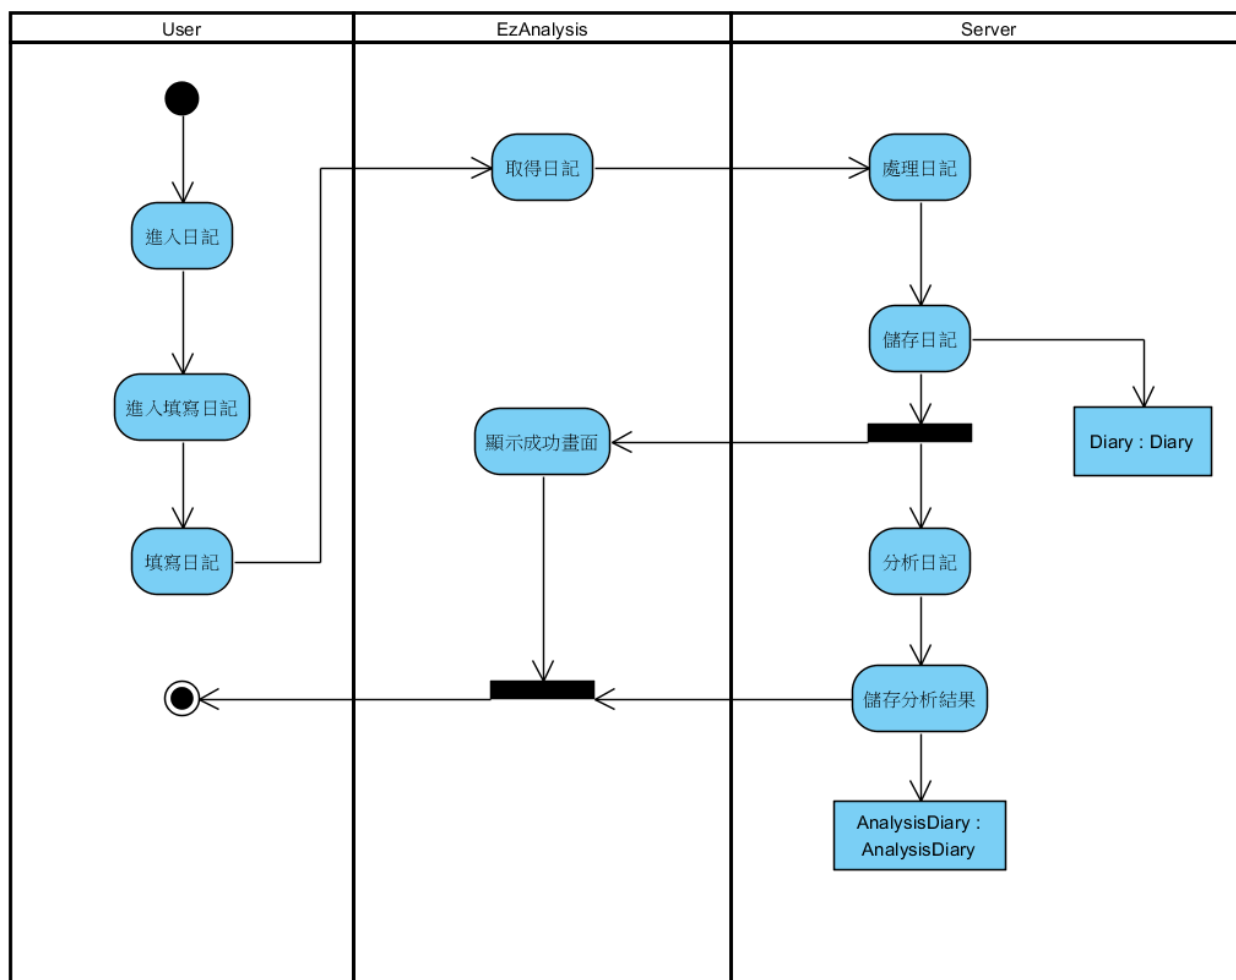 User
EzAnalysis
Server
進入日記
進入填寫日記
填寫日記
取得日記
顯示成功畫面
處理日記
儲存日記
Diary : Diary
分析日記
儲存分析結果
AnalysisDiary :
AnalysisDiary